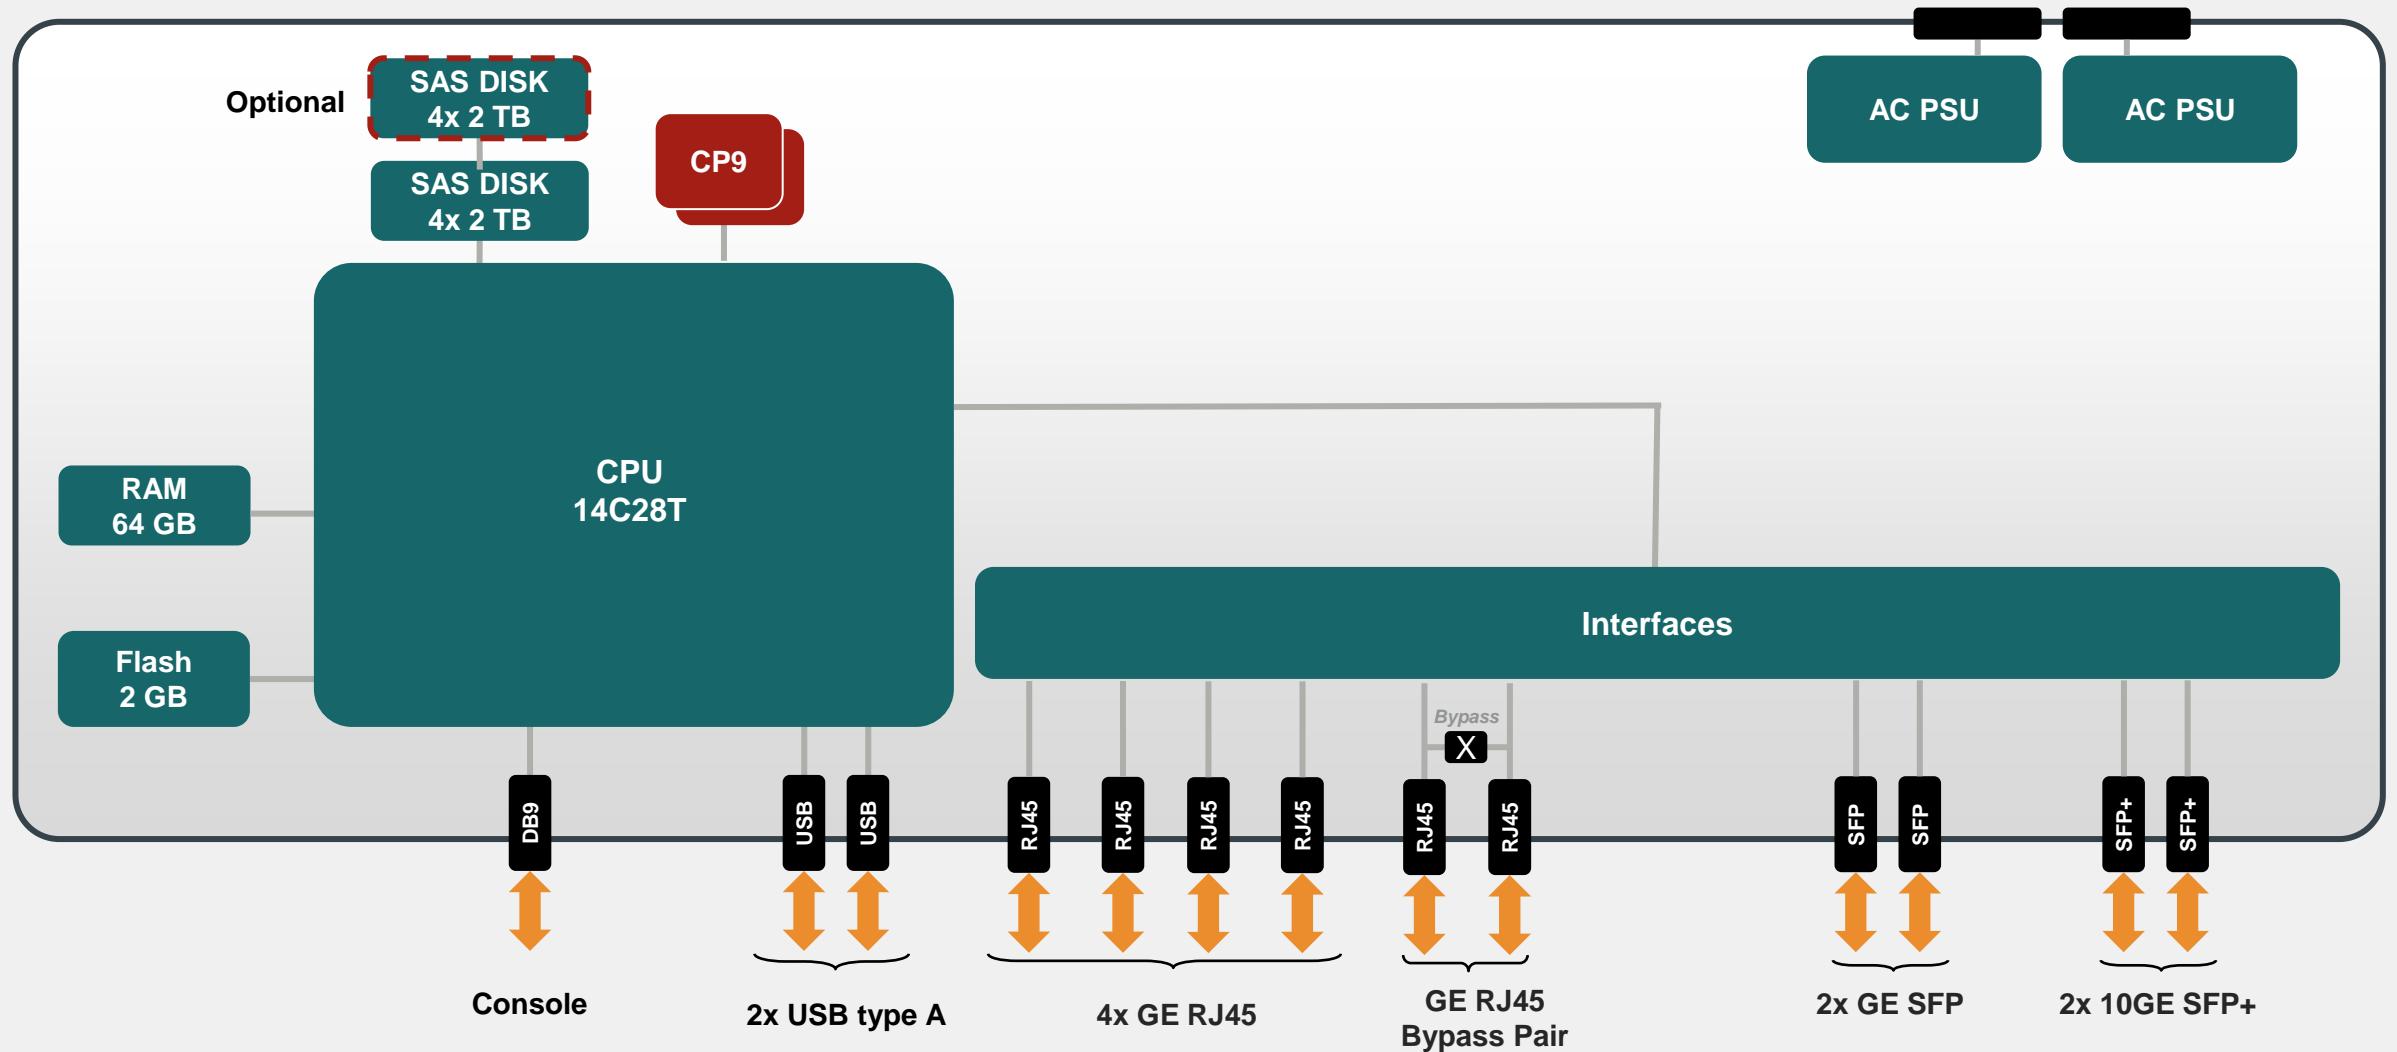 Optional
SAS DISK
4x 2 TB
SAS DISK
4x 2 TB
CP9
AC PSU
AC PSU
CPU
14C28T
RAM
64 GB
Flash
2 GB
Interfaces
Bypass
X
DB9
USB
USB
RJ45
RJ45
RJ45
RJ45
RJ45
RJ45
SFP
SFP
SFP+
SFP+
Console
2x USB type A
4x GE RJ45
GE RJ45
Bypass Pair
2x GE SFP
2x 10GE SFP+